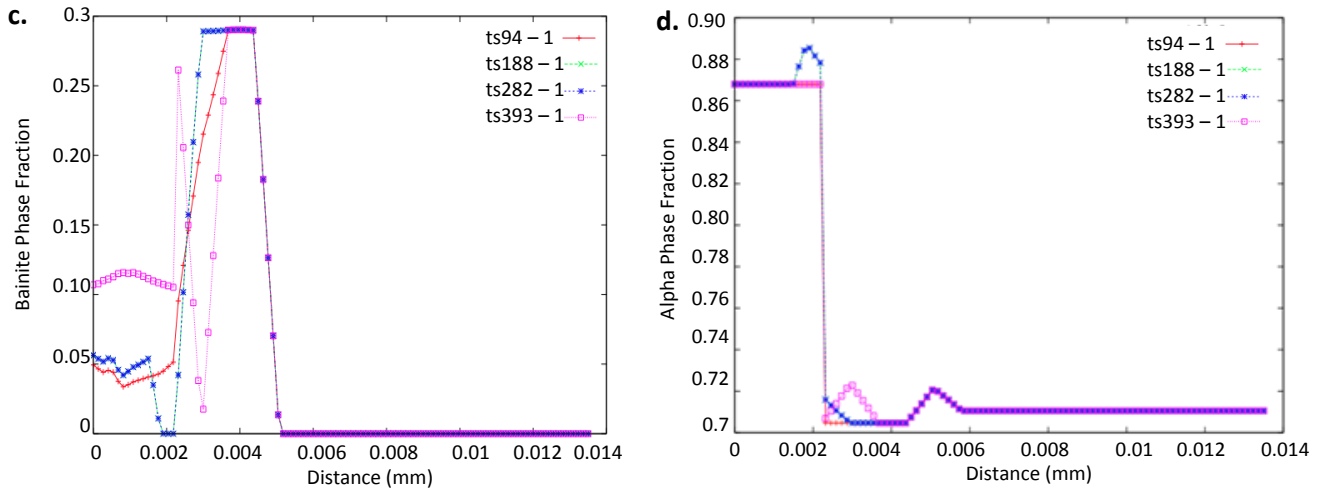 c.
Bainite Phase Fraction
0.3
0.25
0.20
0.15
0.10
0.05
0
ts94 – 1
ts188 – 1
ts282 – 1
ts393 – 1
0 0.002 0.004 0.006 0.008 0.010 0.012 0.014
Distance (mm)
d.
Alpha Phase Fraction
0.90
0.88
0.86
0.84
0.82
0.80
0.78
0.76
0.74
0.72
0.7
ts94 – 1
ts188 – 1
ts282 – 1
ts393 – 1
0 0.002 0.004 0.006 0.008 0.010 0.012 0.014
Distance (mm)